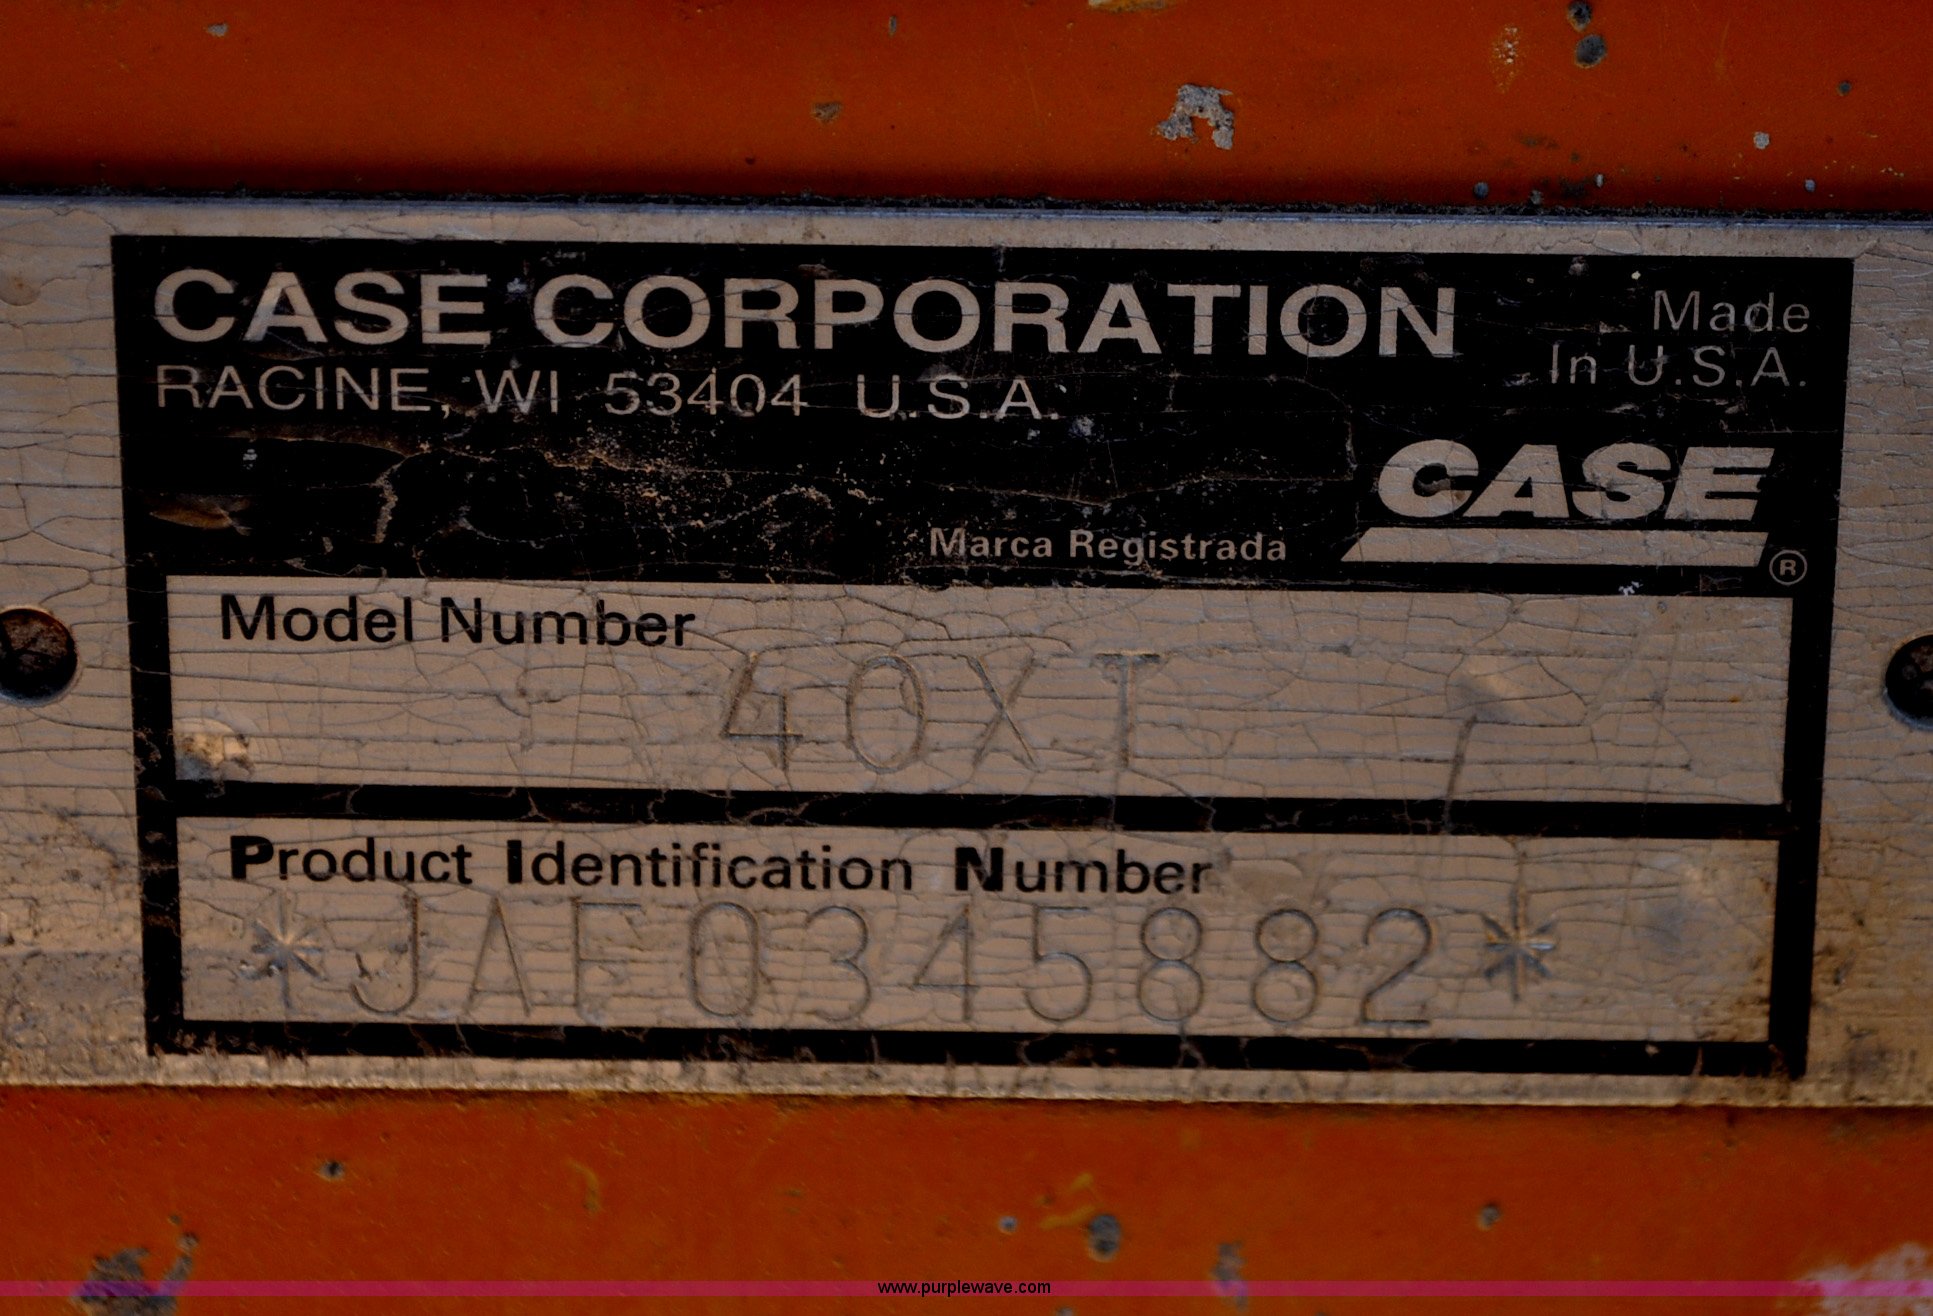 CASE CORPORATION
Made
In U.S.A.
RACINE, WI 53404 U.S.A.
CASE
Marca Registrada
®
Model Number
40XT
Product Identification Number
*JAF0345882*
www.purplewave.com